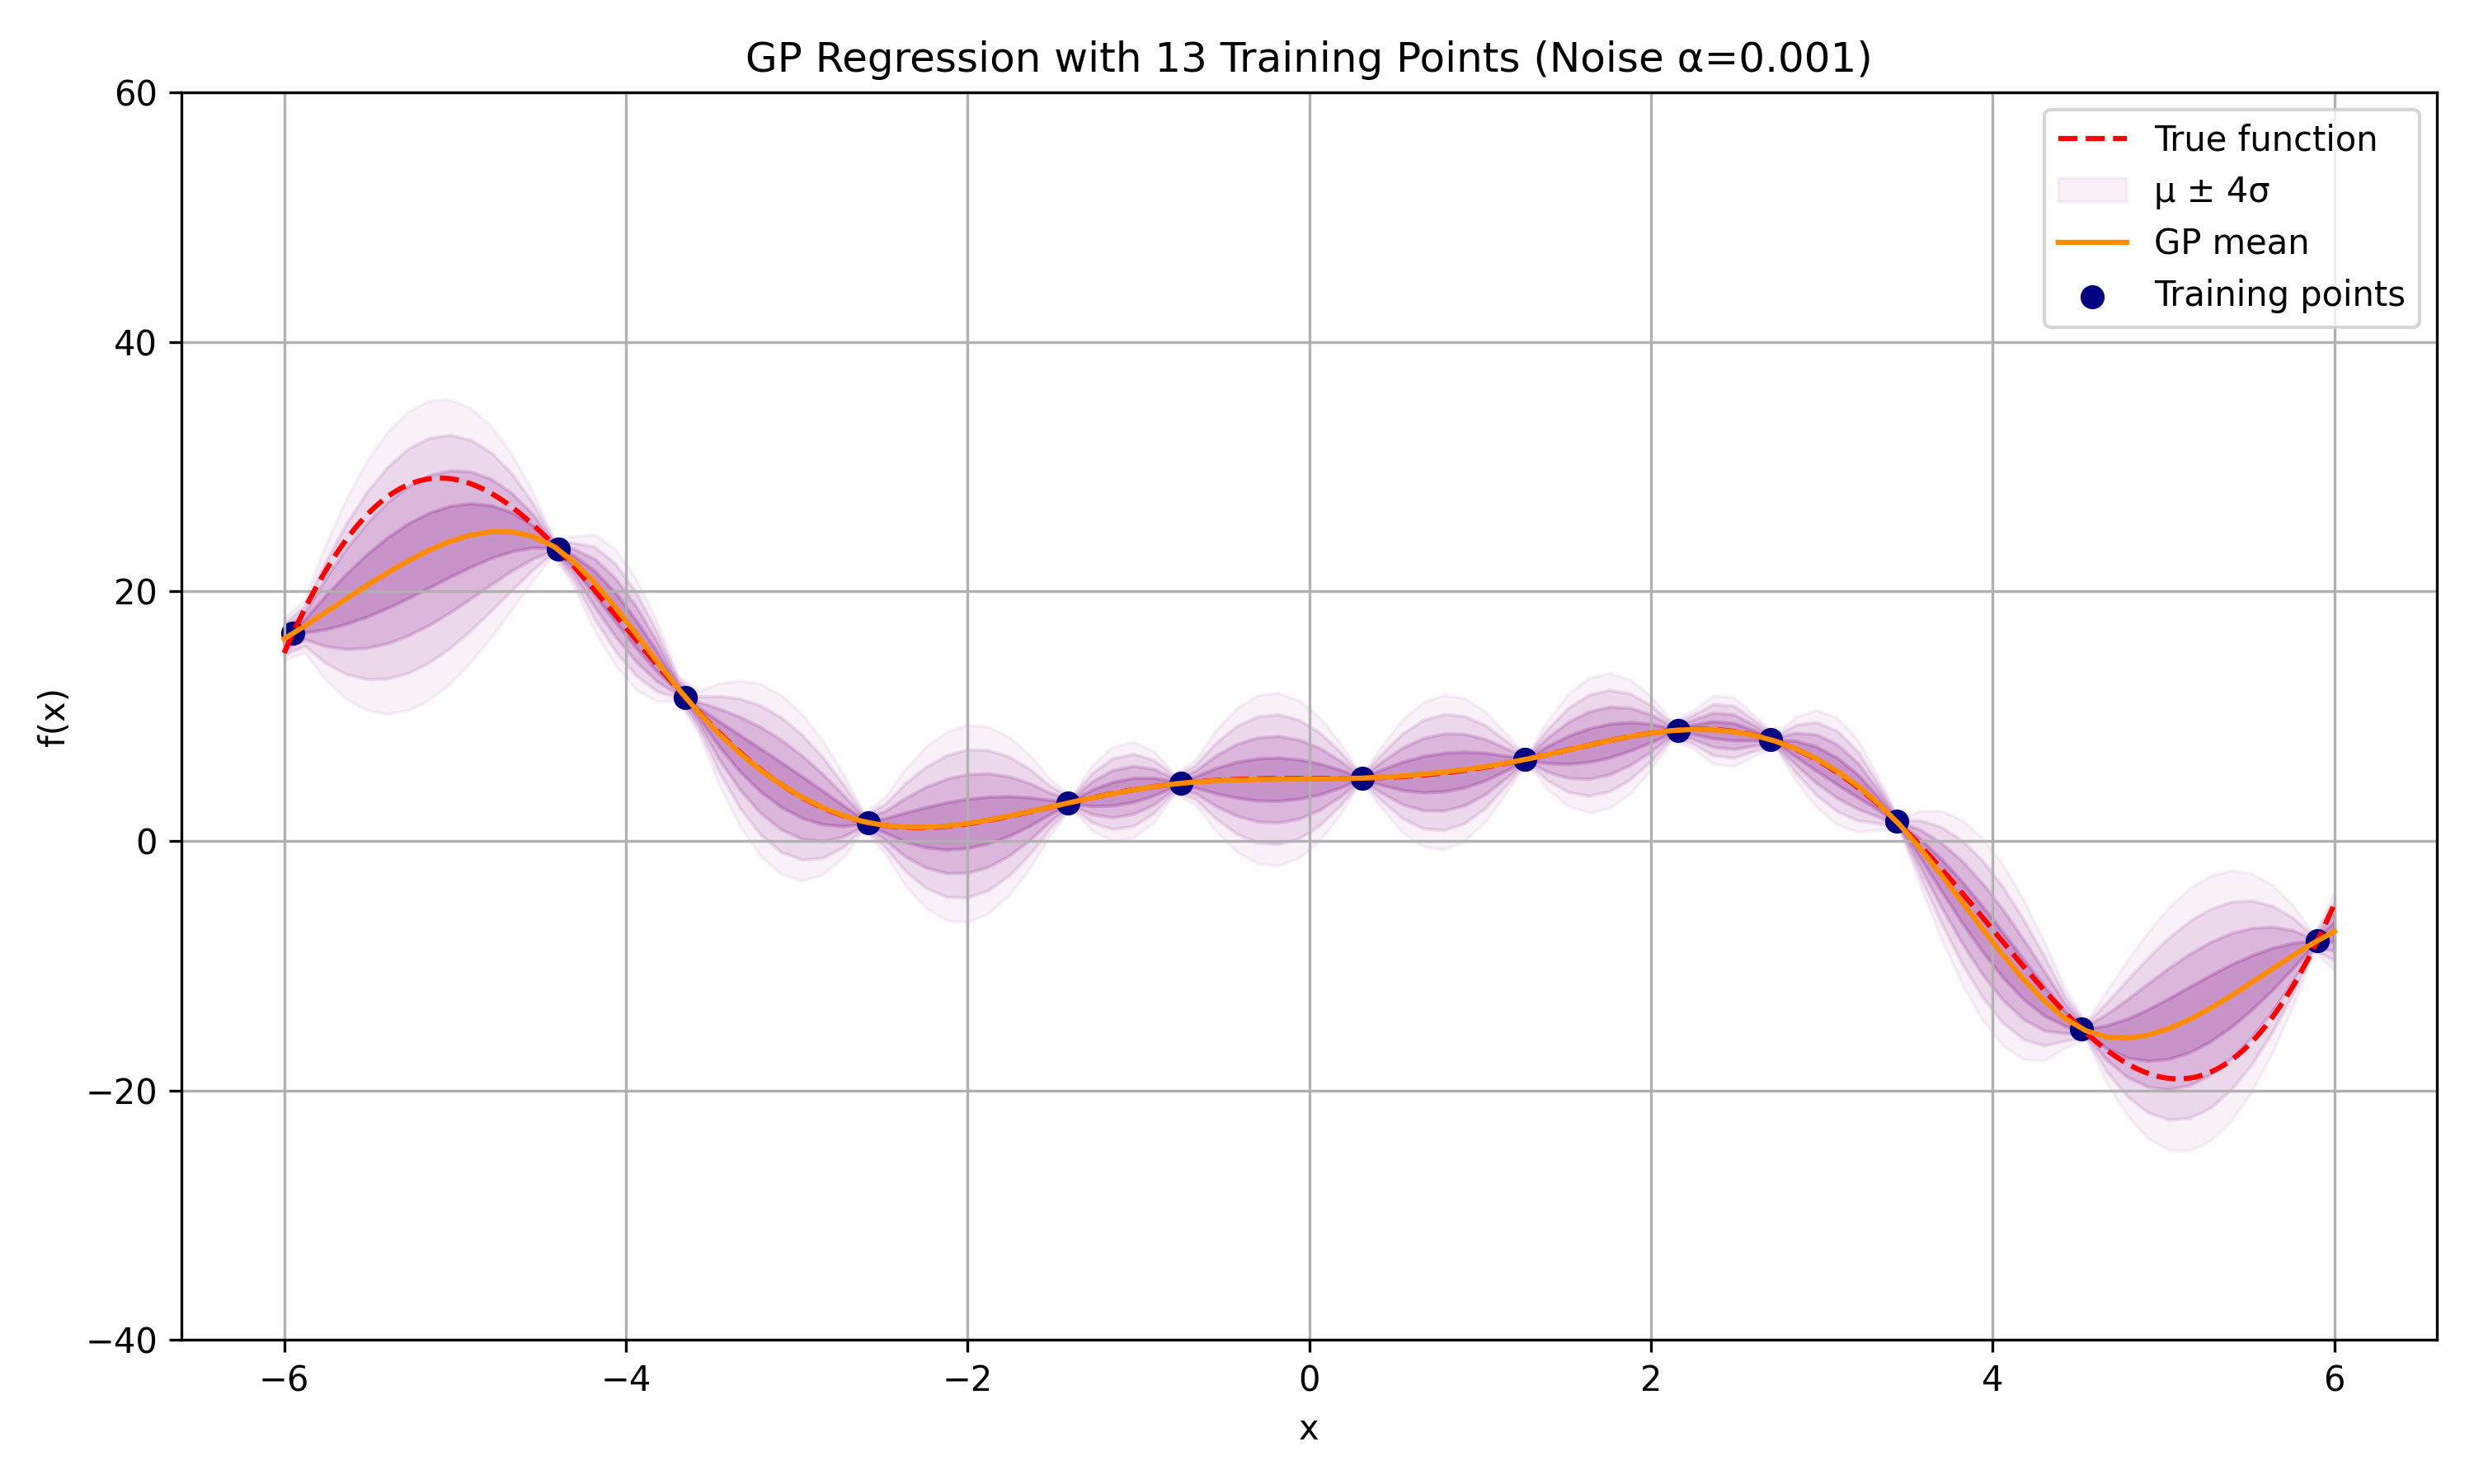 GP Regression with 13 Training Points (Noise α=0.001)
True function
μ ± 4σ
GP mean
Training points
60
40
20
0
−20
−40
f(x)
−6
−4
−2
0
2
4
6
x